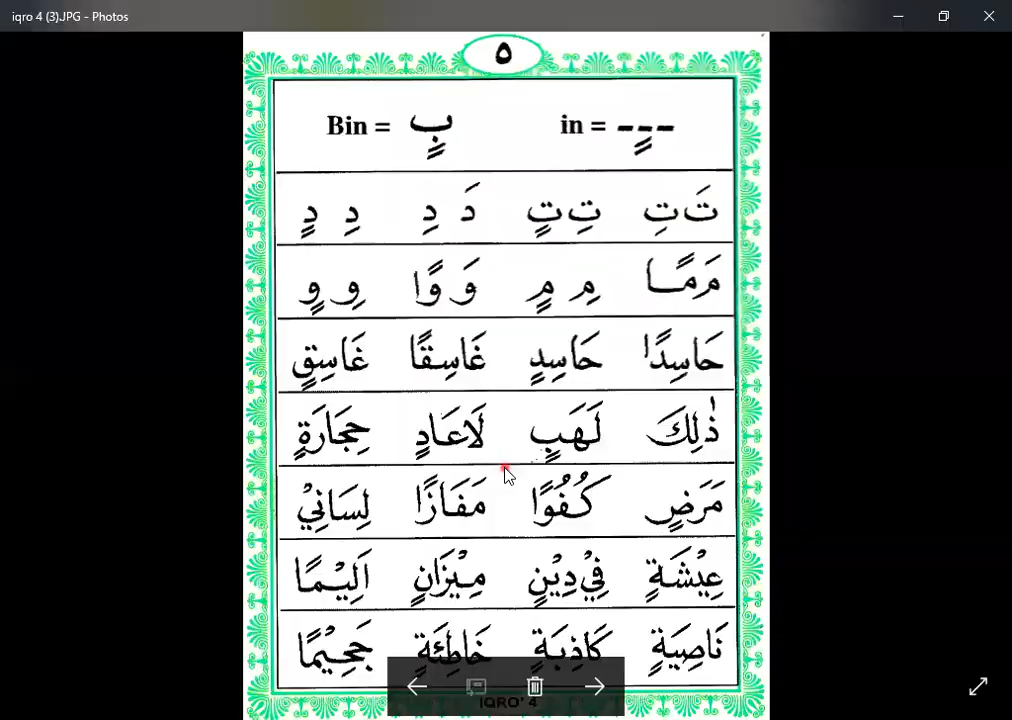 iqro 4 (3).JPG - Photos
٥
ـٍ = in بٍ = Bin
تَ تِ تِ تٍ دَ دِ دِ دٍ
مَ مًا مِ مٍ وَ وًا وِ وٍ
حَاسِدًا حَاسِدٍ غَاسِقًا غَاسِقٍ
ذٰلِكَ لَهَبٍ لَاعَادٍ حِجَارَةٍ
مَرَضٍ كُفُوًا مَفَازًا لِسَانِيْ
عِيْشَةٍ فِيْ دِيْنٍ مِيْزَانٍ اَلِيْمًا
نَاصِيَةٍ كَاذِبَةٍ خَاطِئَةٍ جَحِيْمًا
IQRO' 4